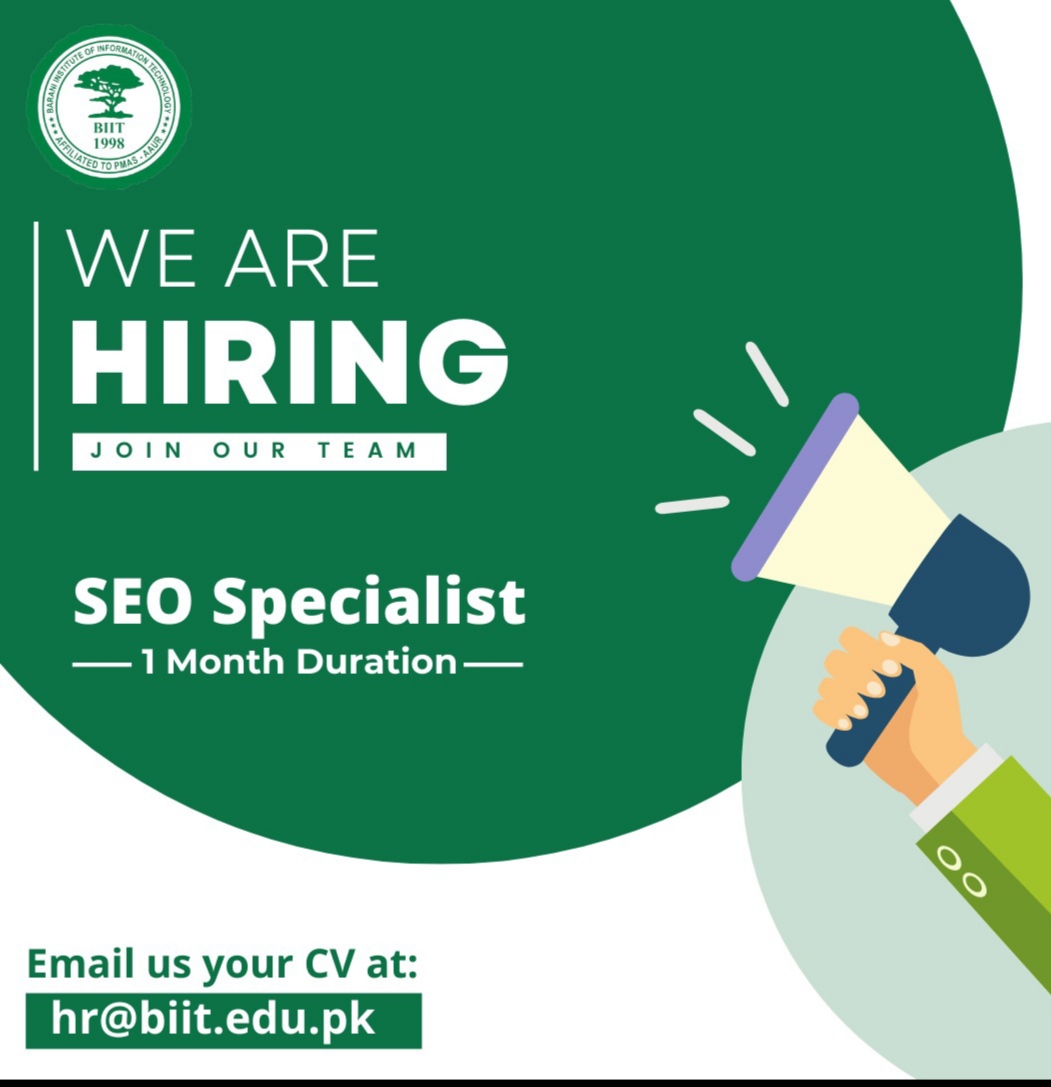 BARANI INSTITUTE OF INFORMATION TECHNOLOGY
BIIT
1998
AFFILIATED TO PMAS - AAUR
WE ARE
HIRING
JOIN OUR TEAM
SEO Specialist
1 Month Duration
Email us your CV at:
hr@biit.edu.pk